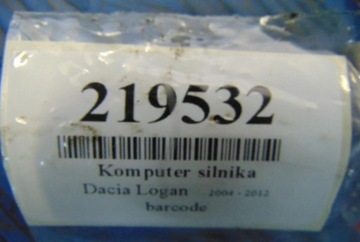 219532
Komputer silnika
Dacia Logan 2004 - 2012
barcode